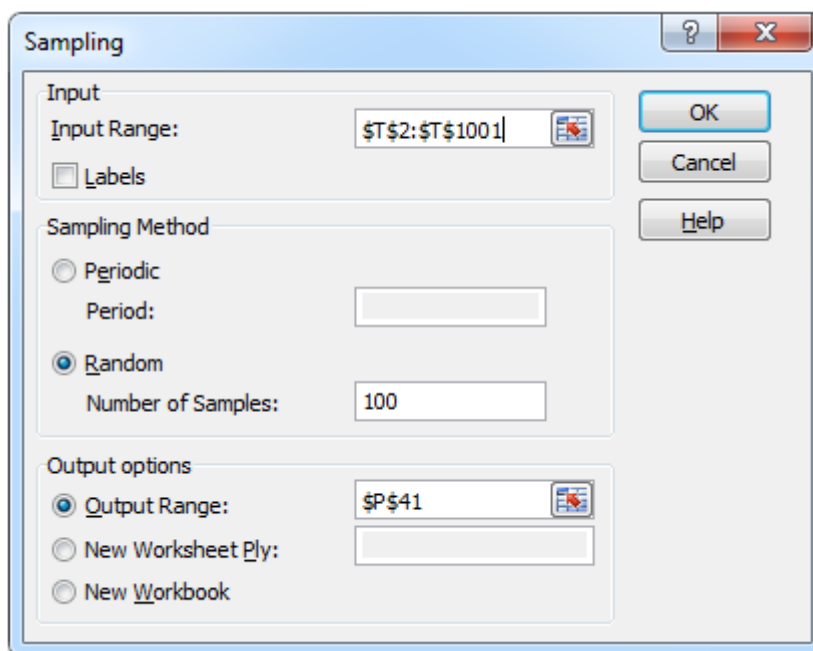 Sampling
Input
Input Range: $T$2:$T$1001
Labels
Sampling Method
Periodic
Period:
Random
Number of Samples: 100
Output options
Output Range: $P$41
New Worksheet Ply:
New Workbook
?
X
OK
Cancel
Help